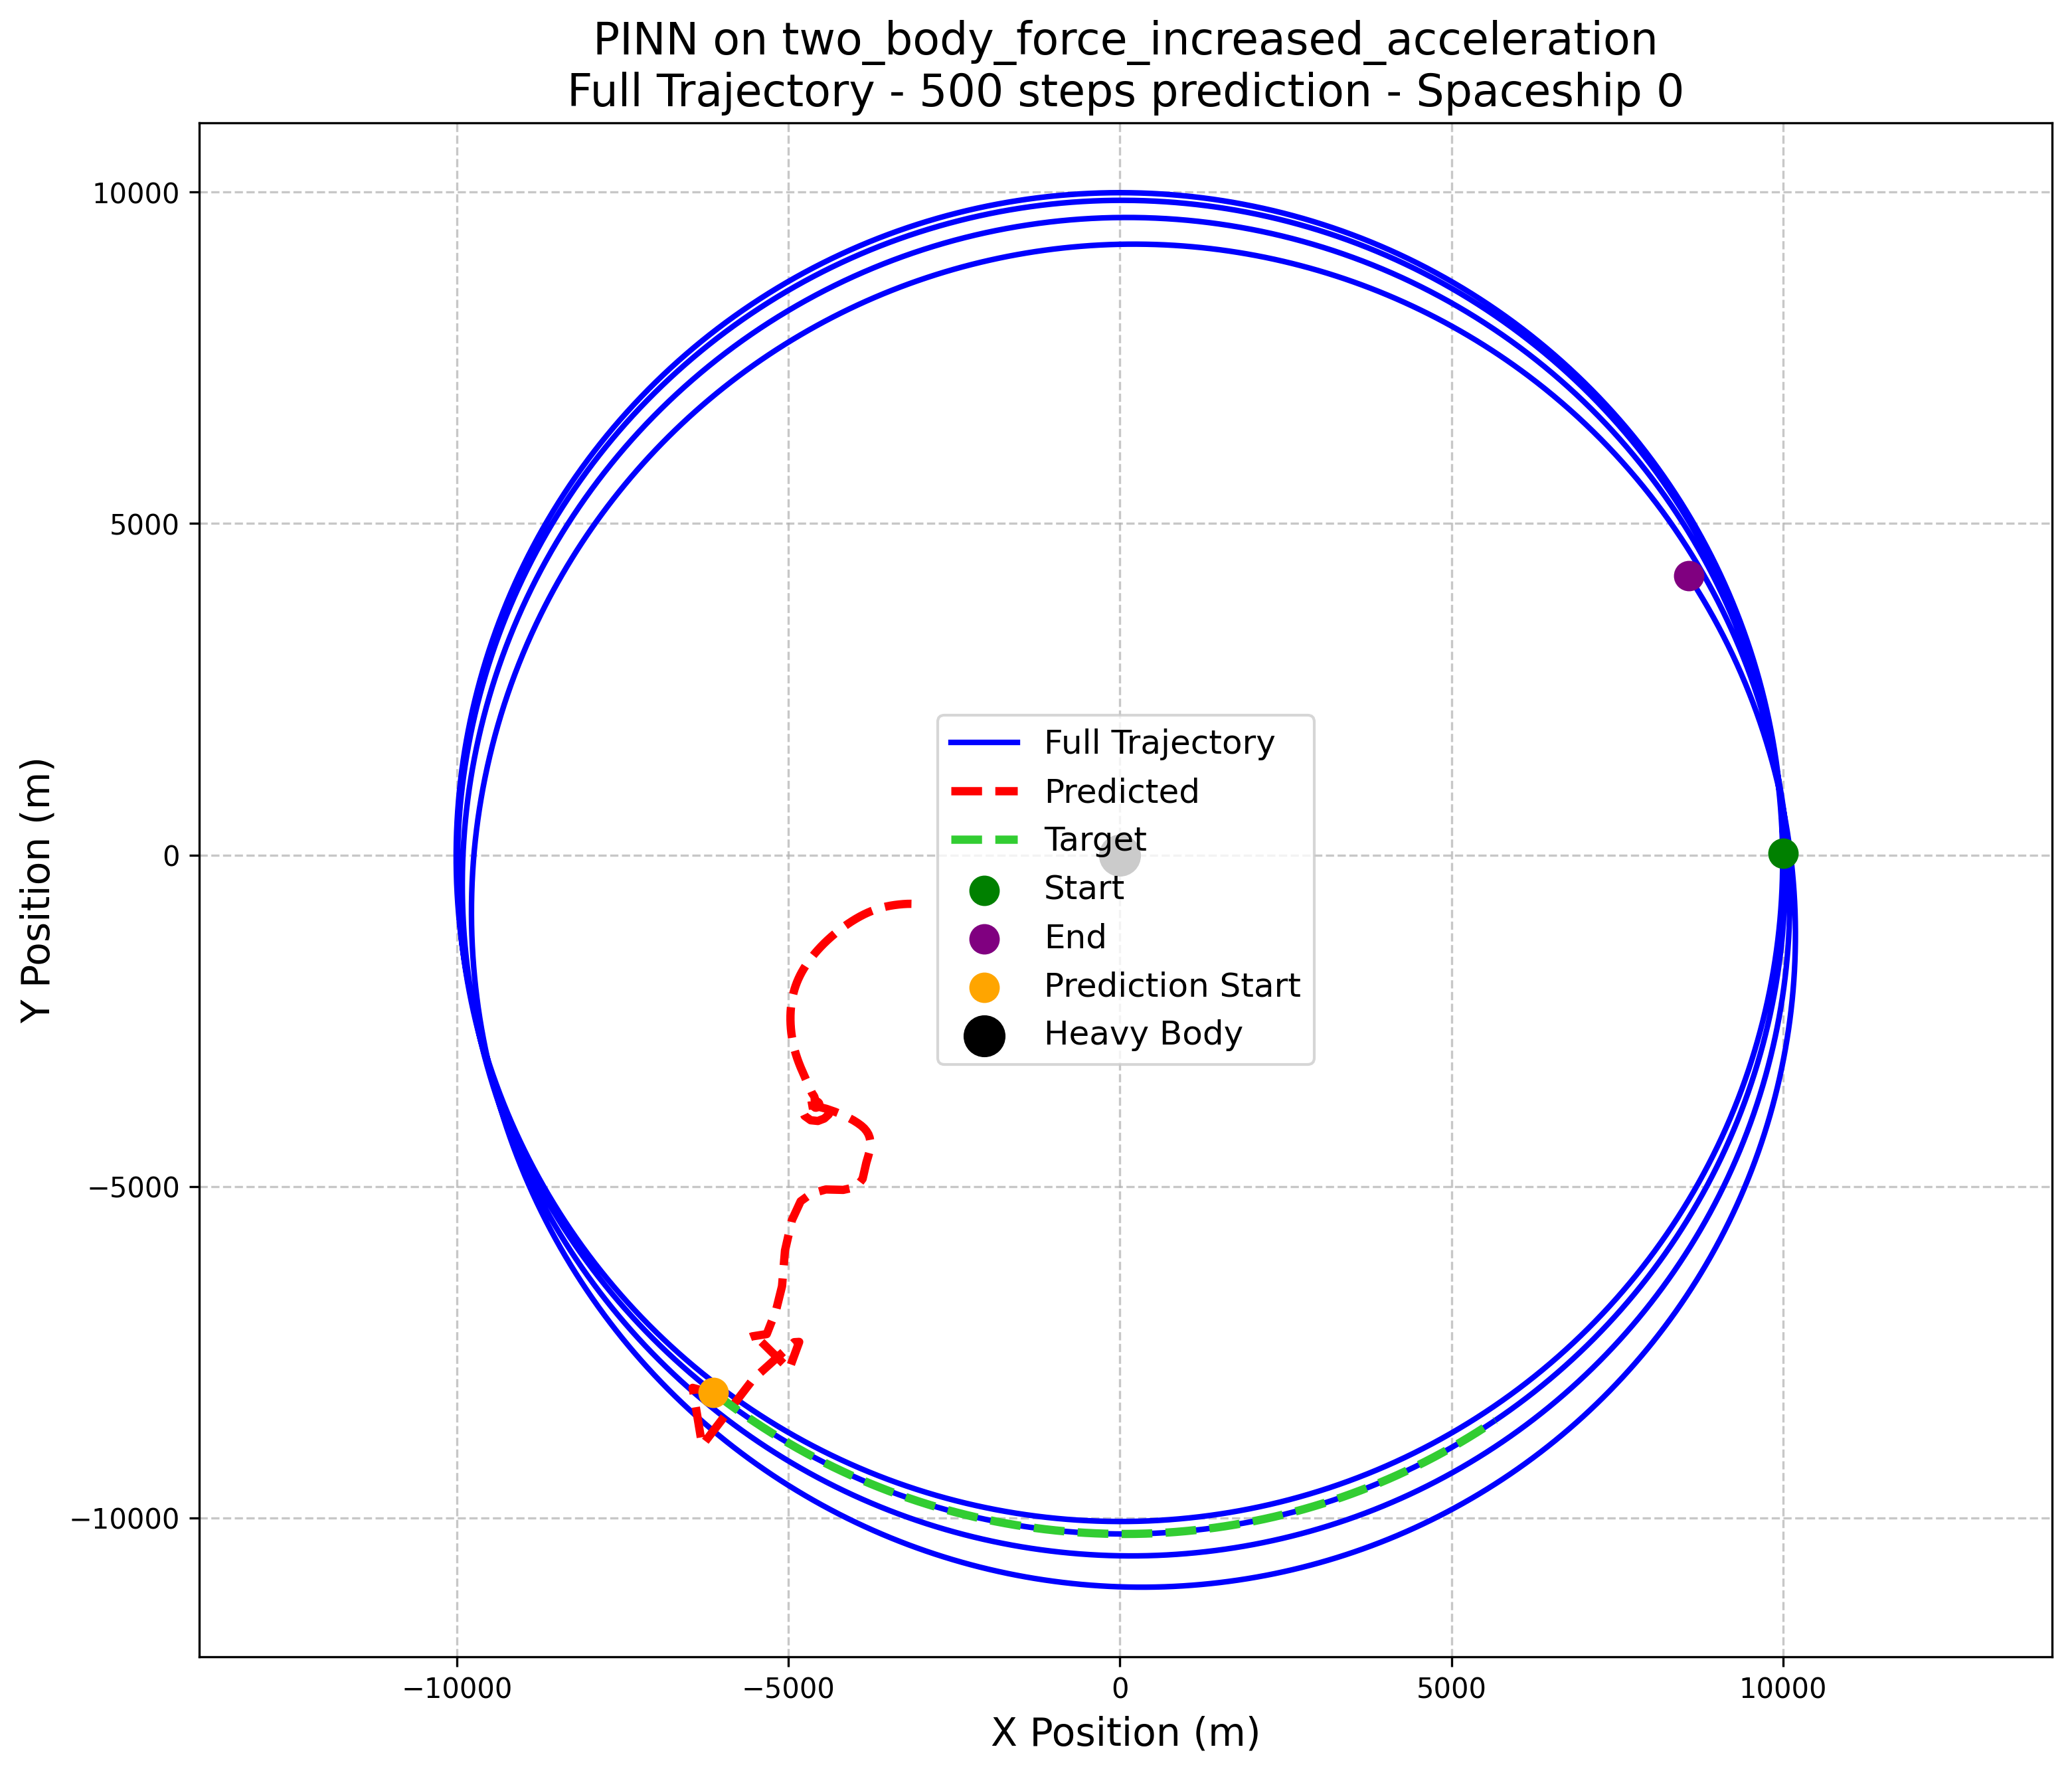 PINN on two_body_force_increased_acceleration
Full Trajectory - 500 steps prediction - Spaceship 0
10000
5000
0
−5000
−10000
Y Position (m)
Full Trajectory
Predicted
Target
Start
End
Prediction Start
Heavy Body
−10000
−5000
0
5000
10000
X Position (m)